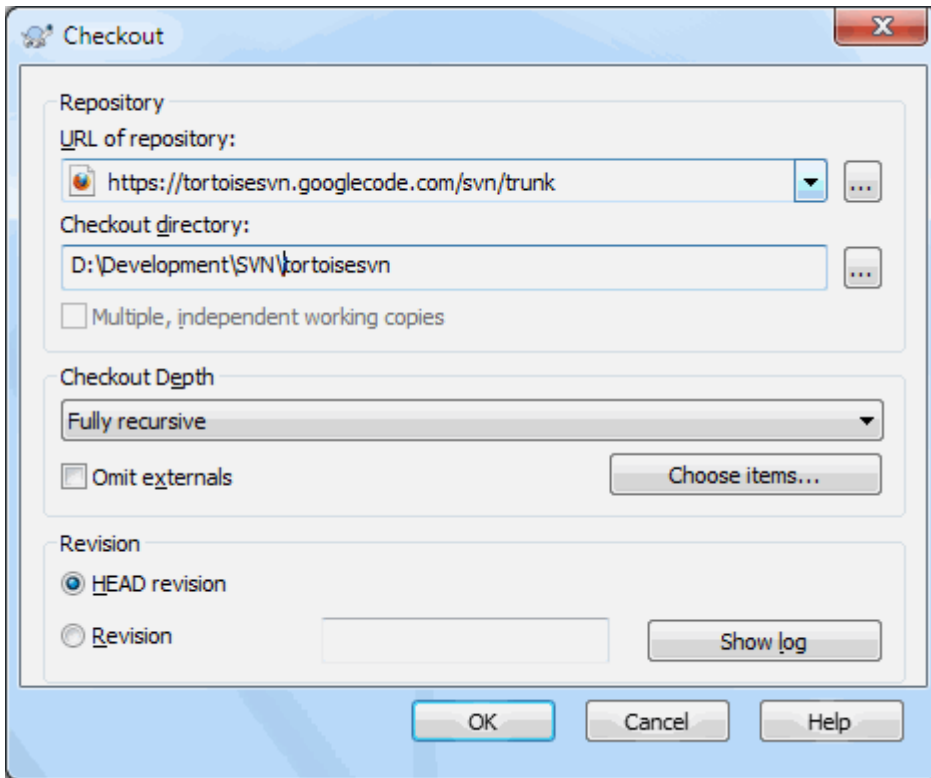 Checkout
Repository
URL of repository:
https://tortoisesvn.googlecode.com/svn/trunk
...
Checkout directory:
D:\Development\SVN\tortoisesvn
...
Multiple, independent working copies
Checkout Depth
Fully recursive
Omit externals
Choose items...
Revision
HEAD revision
Revision
Show log
OK
Cancel
Help